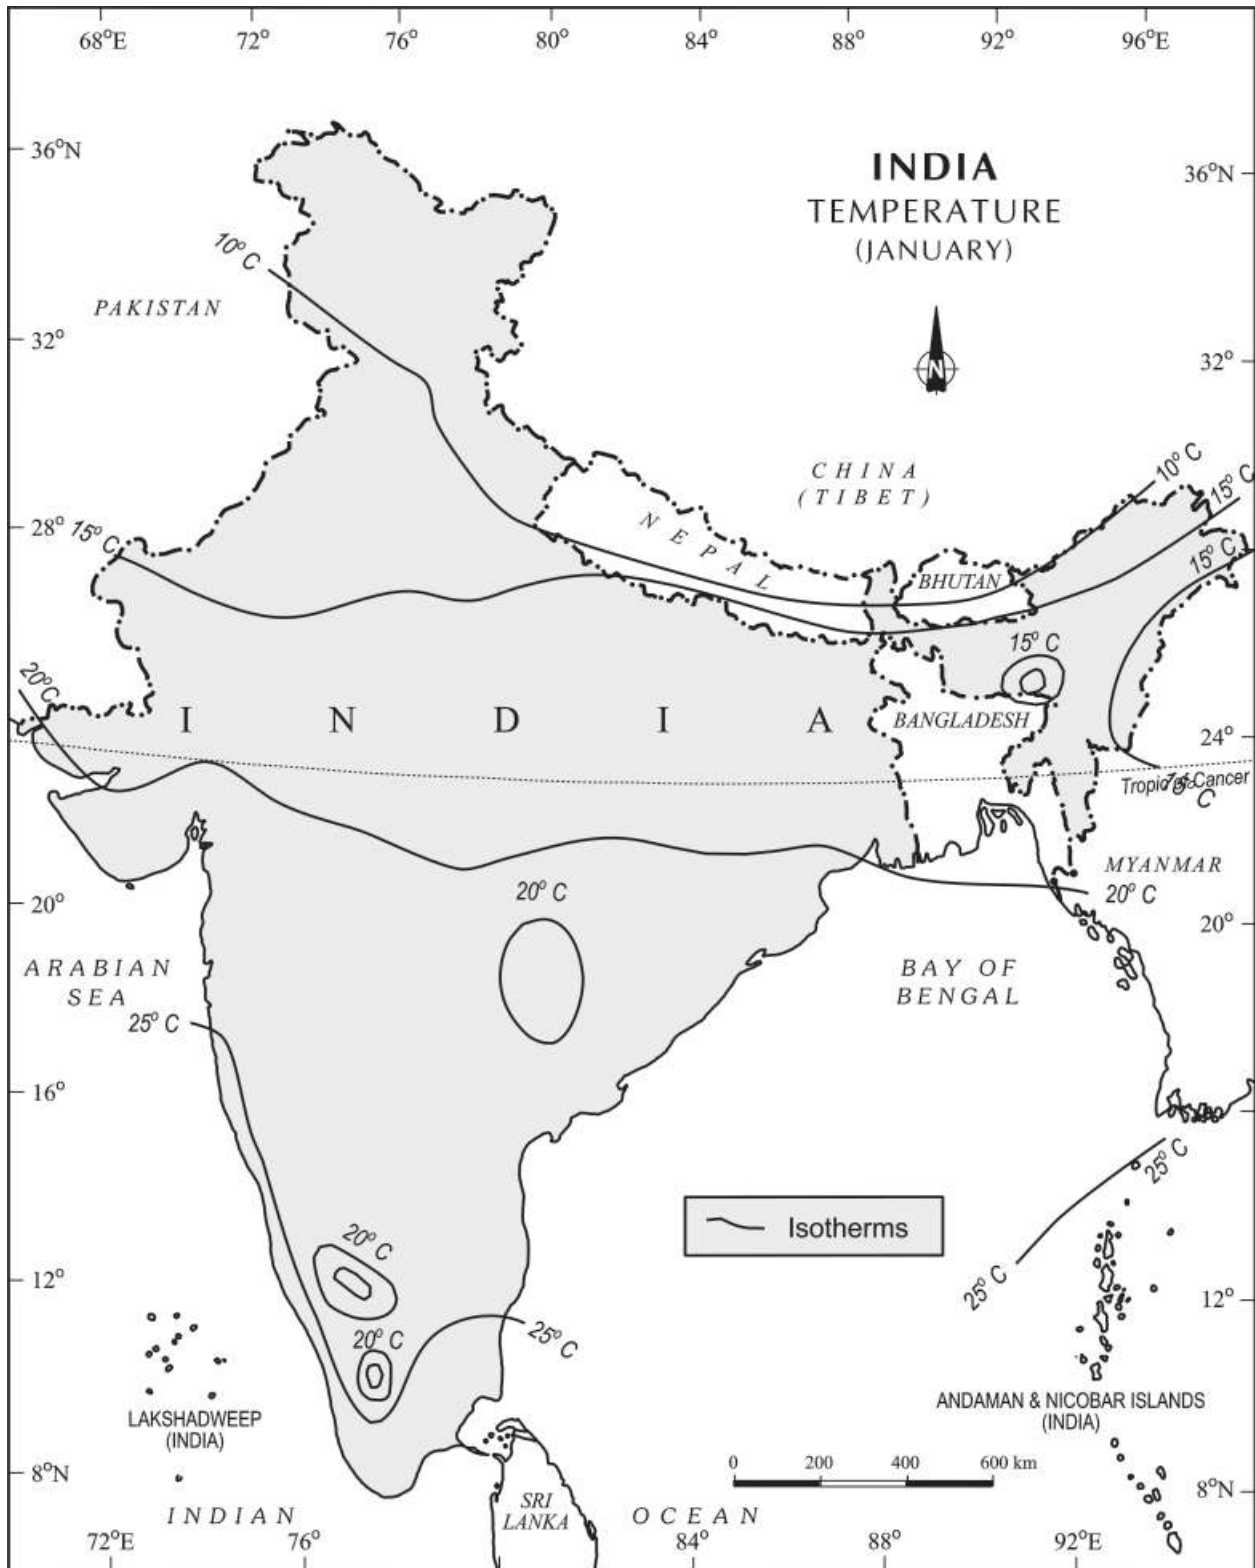 68°E 72° 76° 80° 84° 88° 92° 96°E
36°N
INDIA
36°N
TEMPERATURE
(JANUARY)
10° C
PAKISTAN
32°
N
32°
CHINA
(TIBET)
10° C
15° C
28°
15° C
NEPAL
15° C
BHUTAN
15° C
20°C
I N D I A
BANGLADESH
24°
Tropic of Cancer
15° C
MYANMAR
20° C
20° C
20°
20°
ARABIAN
SEA
BAY OF
BENGAL
25° C
16°
25° C
Isotherms
20° C
12°
25° C
12°
20° C
25° C
LAKSHADWEEP
(INDIA)
ANDAMAN & NICOBAR ISLANDS
(INDIA)
0 200 400 600 km
8°N
8°N
SRI
LANKA
INDIAN OCEAN
72°E 76° 84° 88° 92°E